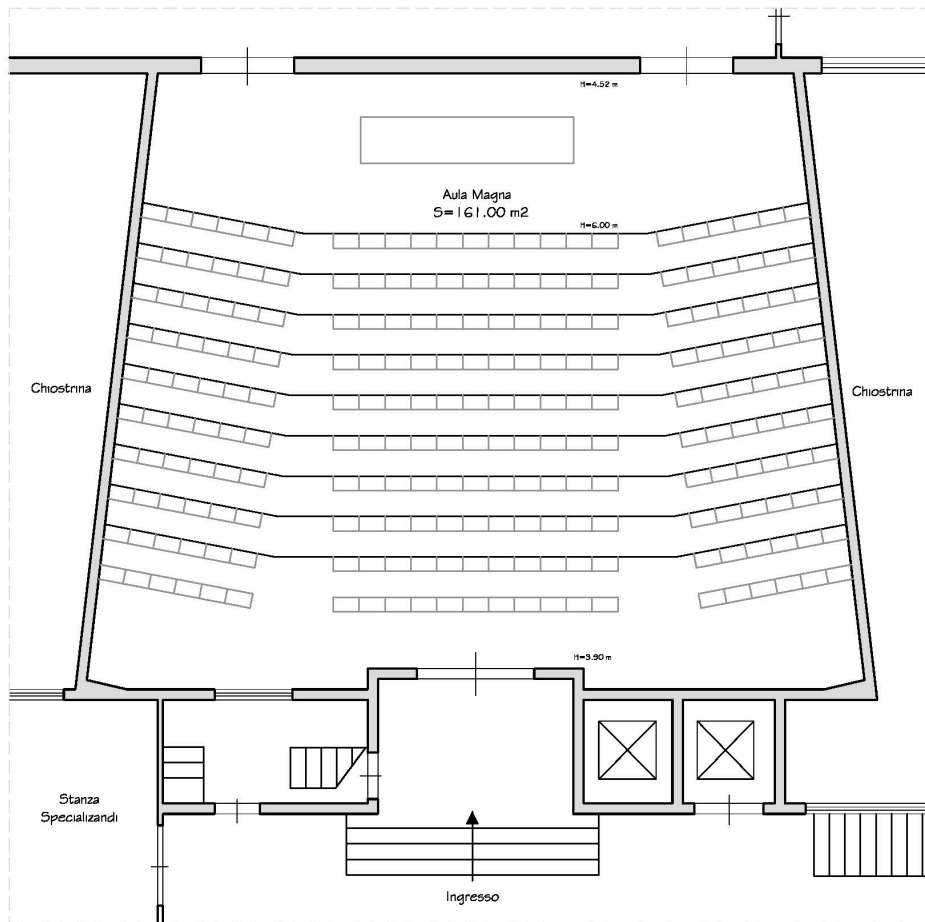 H=4.52 m
Aula Magna
S=161.00 m2
H=6.00 m
Chiostrina
Chiostrina
H=3.90 m
Stanza
Specializandi
Ingresso